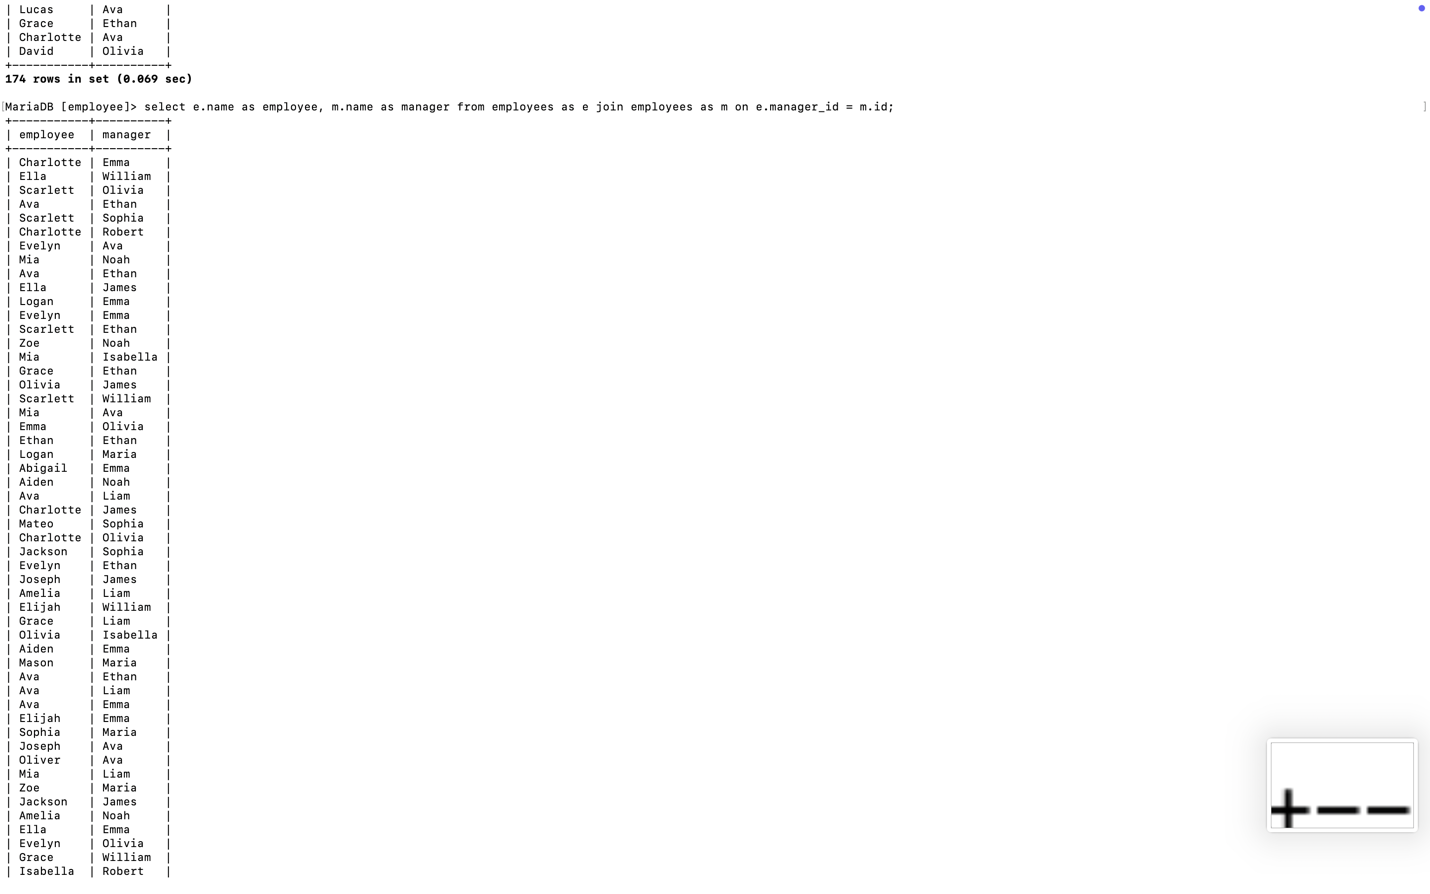 | Lucas     | Ava      |
| Grace     | Ethan    |
| Charlotte | Ava      |
| David     | Olivia   |
+-----------+----------+
174 rows in set (0.069 sec)
[MariaDB [employee]> select e.name as employee, m.name as manager from employees as e join employees as m on e.manager_id = m.id; ]
+-----------+----------+
| employee  | manager  |
+-----------+----------+
| Charlotte | Emma     |
| Ella      | William  |
| Scarlett  | Olivia   |
| Ava       | Ethan    |
| Scarlett  | Sophia   |
| Charlotte | Robert   |
| Evelyn    | Ava      |
| Mia       | Noah     |
| Ava       | Ethan    |
| Ella      | James    |
| Logan     | Emma     |
| Evelyn    | Emma     |
| Scarlett  | Ethan    |
| Zoe       | Noah     |
| Mia       | Isabella |
| Grace     | Ethan    |
| Olivia    | James    |
| Scarlett  | William  |
| Mia       | Ava      |
| Emma      | Olivia   |
| Ethan     | Ethan    |
| Logan     | Maria    |
| Abigail   | Emma     |
| Aiden     | Noah     |
| Ava       | Liam     |
| Charlotte | James    |
| Mateo     | Sophia   |
| Charlotte | Olivia   |
| Jackson   | Sophia   |
| Evelyn    | Ethan    |
| Joseph    | James    |
| Amelia    | Liam     |
| Elijah    | William  |
| Grace     | Liam     |
| Olivia    | Isabella |
| Aiden     | Emma     |
| Mason     | Maria    |
| Ava       | Ethan    |
| Ava       | Liam     |
| Ava       | Emma     |
| Elijah    | Emma     |
| Sophia    | Maria    |
| Joseph    | Ava      |
| Oliver    | Ava      |
| Mia       | Liam     |
| Zoe       | Maria    |
| Jackson   | James    |
| Amelia    | Noah     |
| Ella      | Emma     |
| Evelyn    | Olivia   |
| Grace     | William  |
| Isabella  | Robert   |
+--